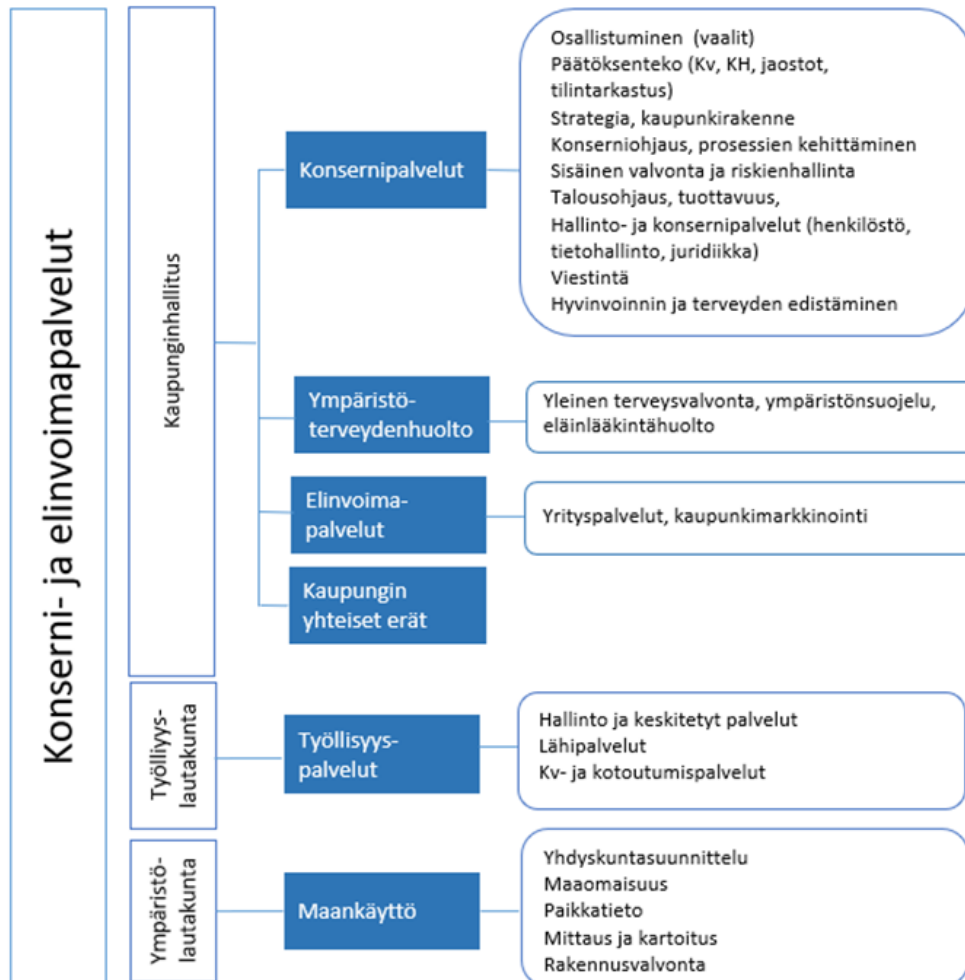 Konserni- ja elinvoimapalvelut
Kaupunginhallitus
Konsernipalvelut
Osallistuminen (vaalit)
Päätöksenteko (Kv, KH, jaostot,
tilintarkastus)
Strategia, kaupunkirakenne
Konserniohjaus, prosessien kehittäminen
Sisäinen valvonta ja riskienhallinta
Talousohjaus, tuottavuus,
Hallinto- ja konsernipalvelut (henkilöstö,
tietohallinto, juridiikka)
Viestintä
Hyvinvoinnin ja terveyden edistäminen
Ympäristö-
terveydenhuolto
Yleinen terveysvalvonta, ympäristönsuojelu,
eläinlääkintähuolto
Elinvoima-
palvelut
Yrityspalvelut, kaupunkimarkkinointi
Kaupungin
yhteiset erät
Työlliyys-
lautakunta
Työllisyys-
palvelut
Hallinto ja keskitetyt palvelut
Lähipalvelut
Kv- ja kotoutumispalvelut
Ympäristö-
lautakunta
Maankäyttö
Yhdyskuntasuunnittelu
Maaomaisuus
Paikkatieto
Mittaus ja kartoitus
Rakennusvalvonta